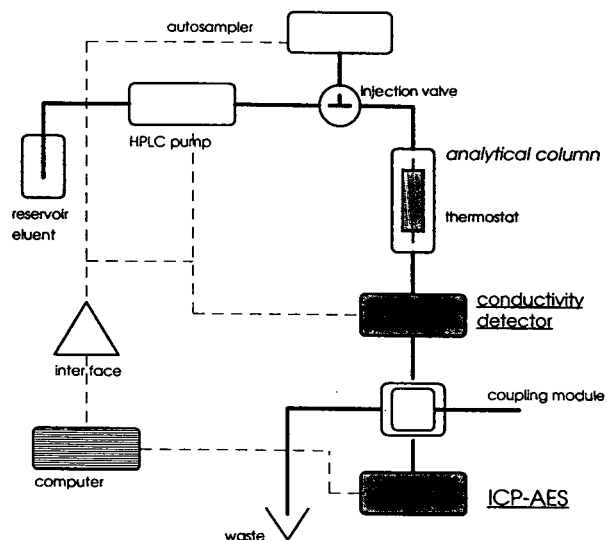 autosampler
injection valve
HPLC pump
analytical column
reservoir
eluent
thermostat
conductivity
detector
inter face
coupling module
computer
ICP-AES
waste